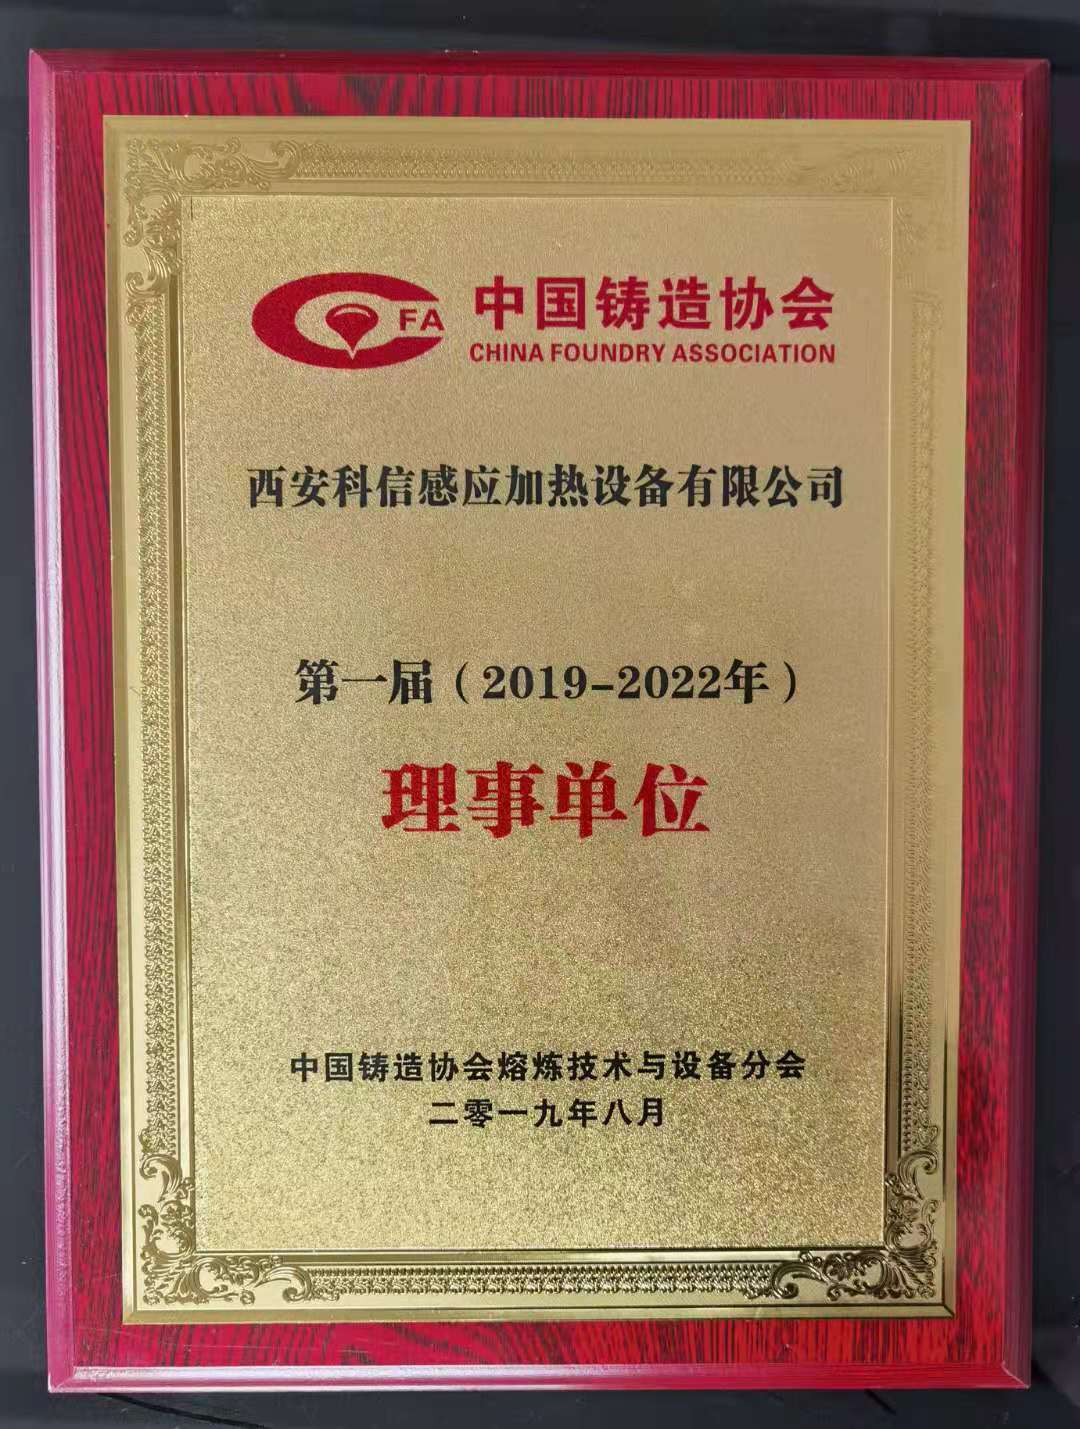 FA
中国铸造协会
CHINA FOUNDRY ASSOCIATION
西安科信感应加热设备有限公司
第一届（2019-2022年）
理事单位
中国铸造协会熔炼技术与设备分会
二零一九年八月